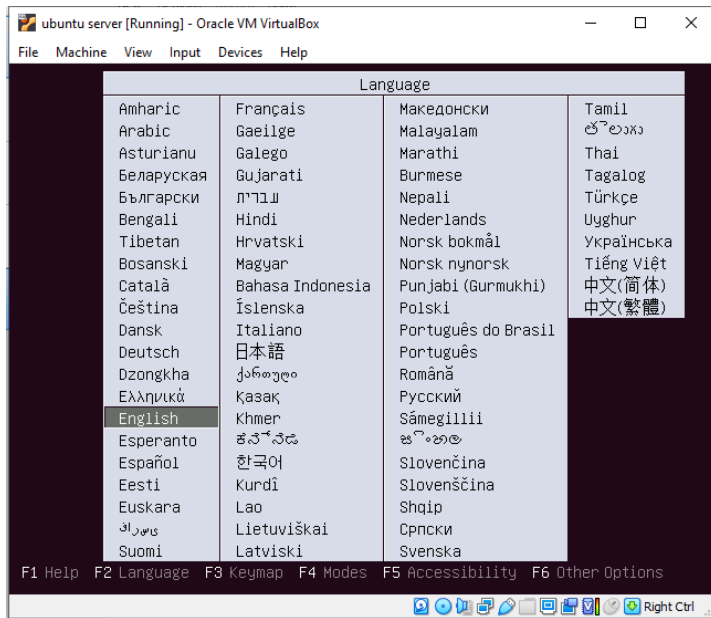 ubuntu server [Running] - Oracle VM VirtualBox
File Machine View Input Devices Help
Language
Amharic
Arabic
Asturianu
Беларуская
Български
Bengali
Tibetan
Bosanski
Català
Čeština
Dansk
Deutsch
Dzongkha
Ελληνικά
English
Esperanto
Español
Eesti
Euskara
Suomi
Français
Gaeilge
Galego
Gujarati
עברית
Hindi
Hrvatski
Magyar
Bahasa Indonesia
Íslenska
Italiano
日本語
ქართული
Қазақ
Khmer
한국어
Kurdî
Lao
Lietuviškai
Latviski
Македонски
Malayalam
Marathi
Burmese
Nepali
Nederlands
Norsk bokmål
Norsk nynorsk
Punjabi (Gurmukhi)
Polski
Português do Brasil
Português
Română
Русский
Sámegillii
Slovenčina
Slovenščina
Shqip
Српски
Svenska
Tamil
Thai
Tagalog
Türkçe
Uyghur
Українська
Tiếng Việt
中文(简体)
中文(繁體)
F1 Help F2 Language F3 Keymap F4 Modes F5 Accessibility F6 Other Options
Right Ctrl